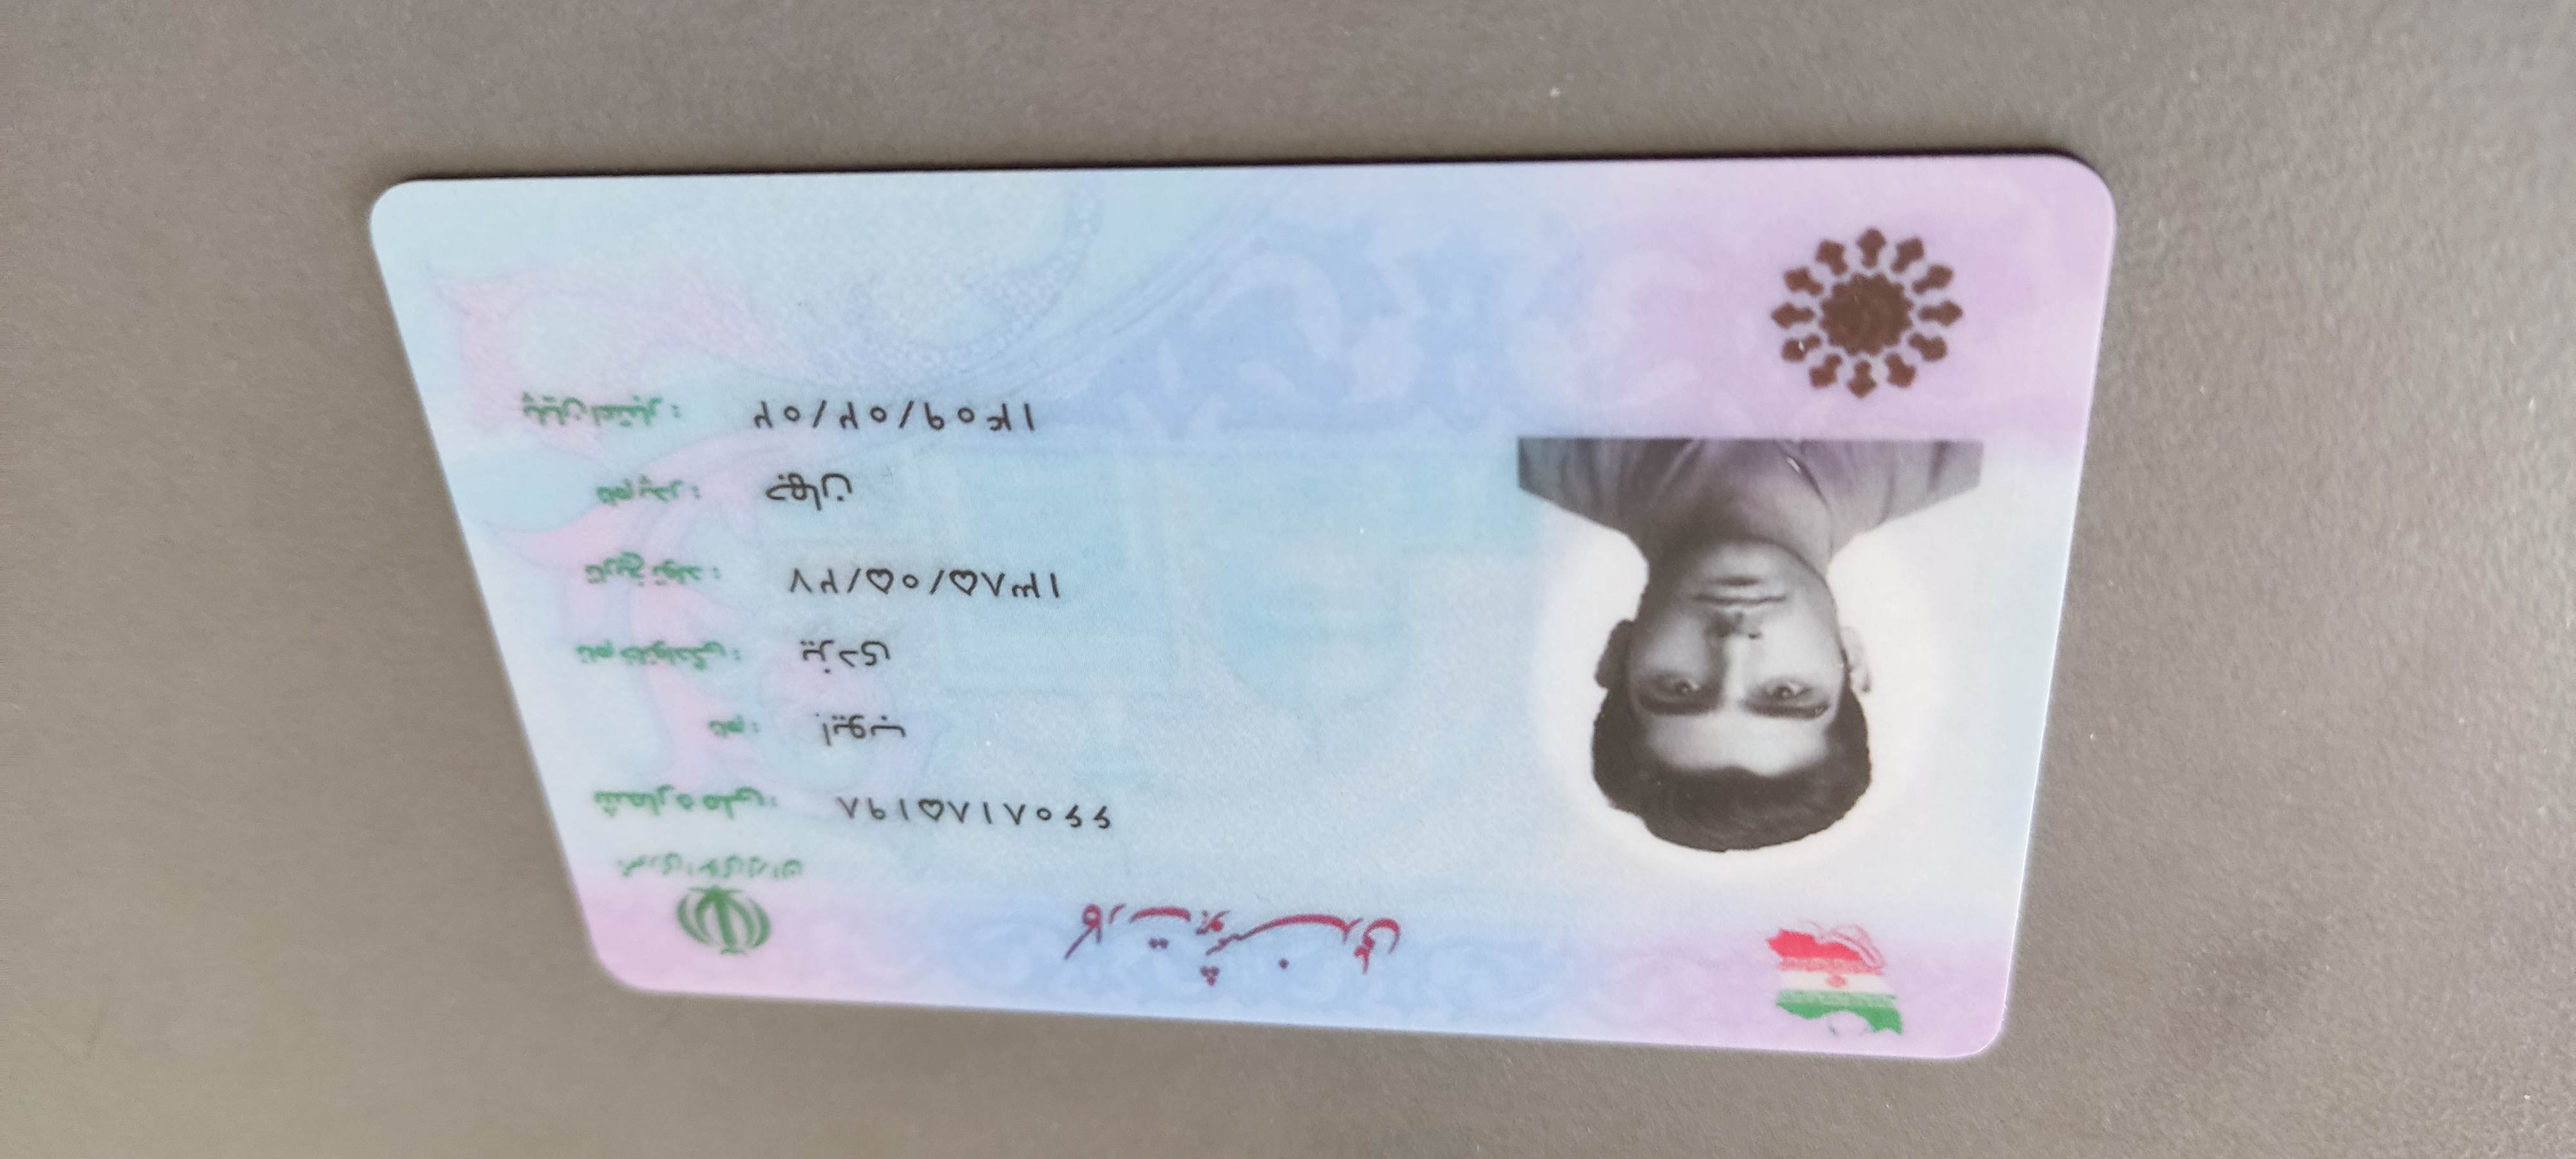 کارت هوشمند ملی
جمهوری اسلامی ایران
شماره ملی: ۶۶۰۸۱۸۵۱۹۸
نام: ایوب
نام خانوادگی: یزدی
تاریخ تولد: ۱۳۸۵/۰۵/۲۷
نام پدر: جهان
پایان اعتبار: ۱۴۰۹/۰۲/۰۲